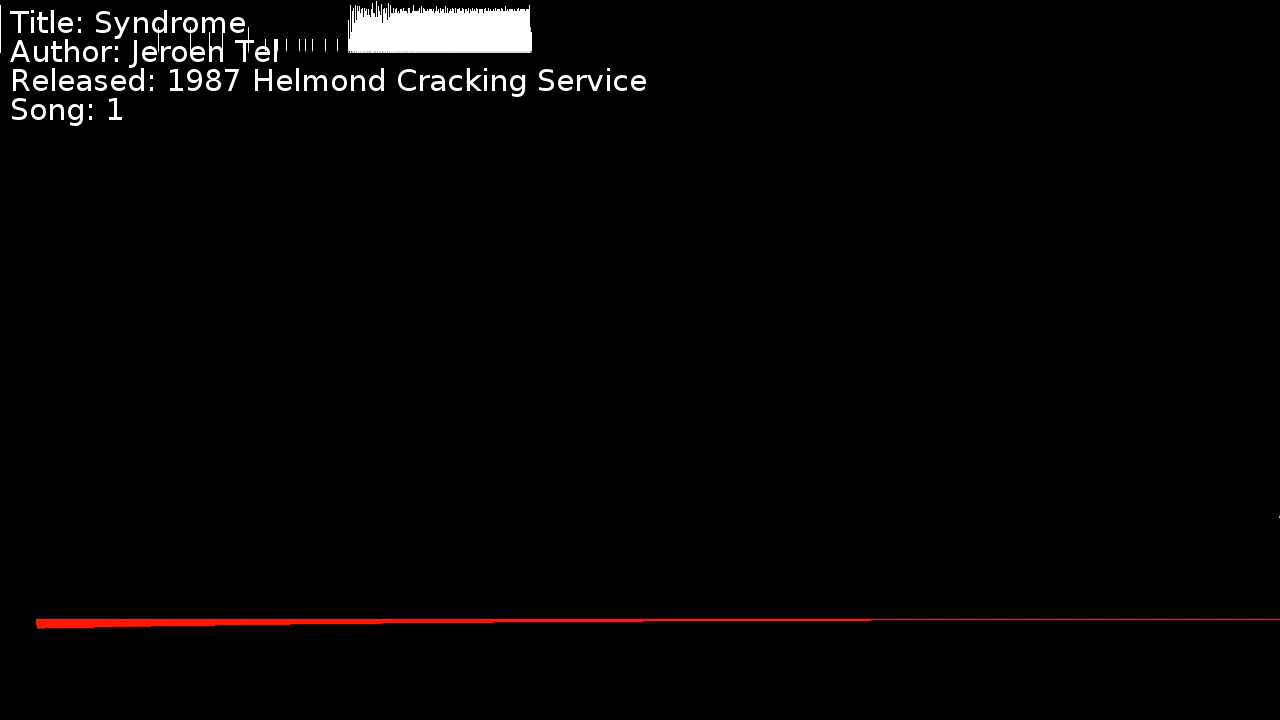 Title: Syndrome
Author: Jeroen Tel
Released: 1987 Helmond Cracking Service
Song: 1